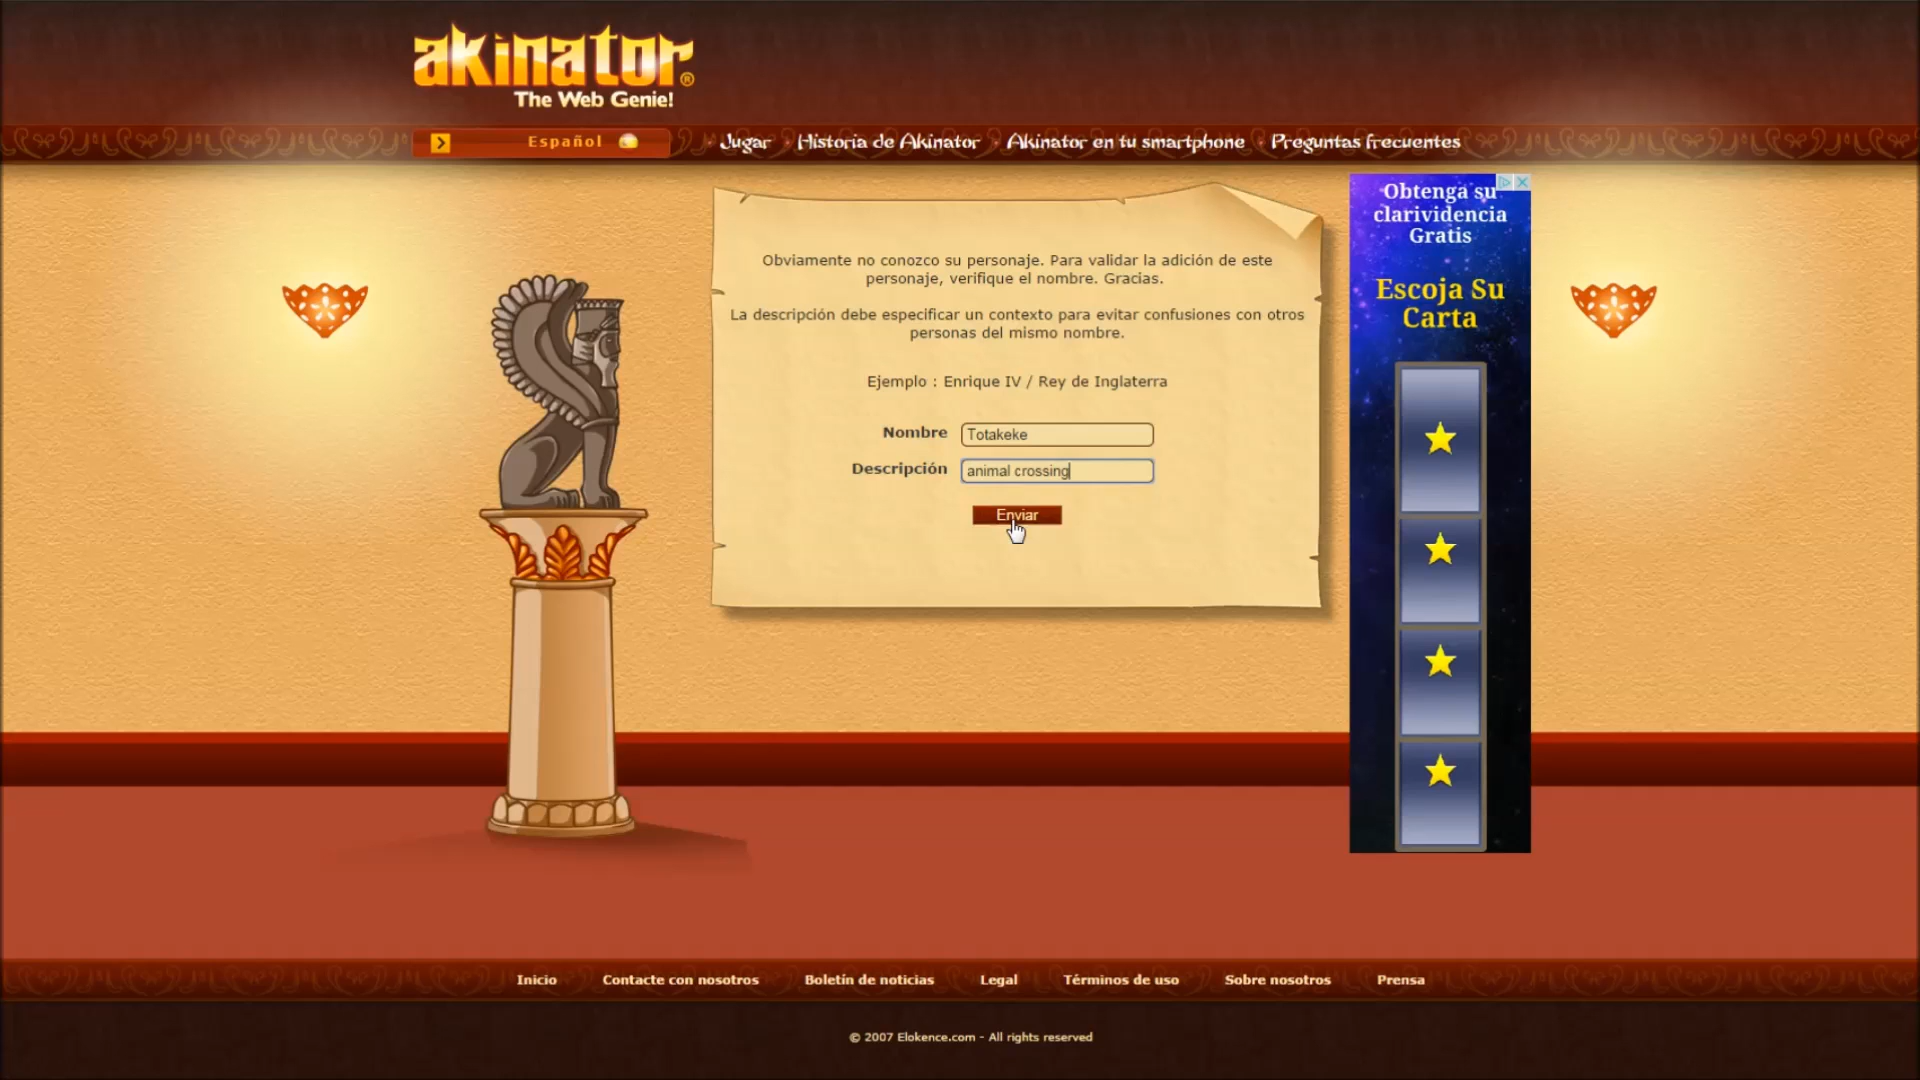 akinator®
The Web Genie!
Español
Jugar
Historia de Akinator
Akinator en tu smartphone
Preguntas frecuentes
Obviamente no conozco su personaje. Para validar la adición de este
personaje, verifique el nombre. Gracias.
La descripción debe especificar un contexto para evitar confusiones con otros
personas del mismo nombre.
Ejemplo : Enrique IV / Rey de Inglaterra
Nombre
Totakeke
Descripción
animal crossing
Enviar
Obtenga su
clarividencia
Gratis
Escoja Su
Carta
Inicio
Contacte con nosotros
Boletín de noticias
Legal
Términos de uso
Sobre nosotros
Prensa
© 2007 Elokence.com - All rights reserved